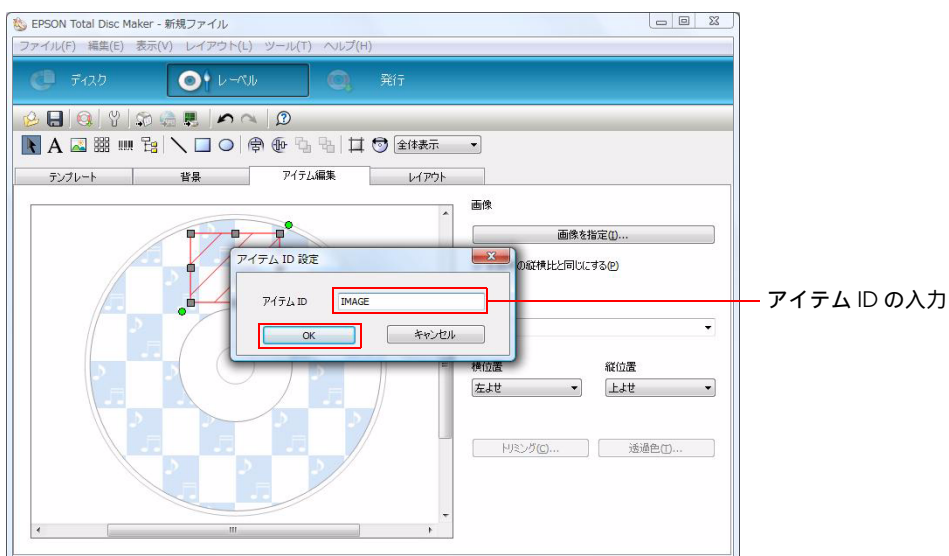 EPSON Total Disc Maker - 新規ファイル
ファイル(F) 編集(E) 表示(V) レイアウト(L) ツール(T) ヘルプ(H)
ディスク レーベル 発行
全体表示
テンプレート 背景 アイテム編集 レイアウト
画像
画像を指定(I)...
アイテム ID 設定
の縦横比と同じにする(P)
アイテム ID IMAGE
アイテム ID の入力
OK キャンセル
横位置 縦位置
左よせ 上よせ
トリミング(C)... 透過色(T)...